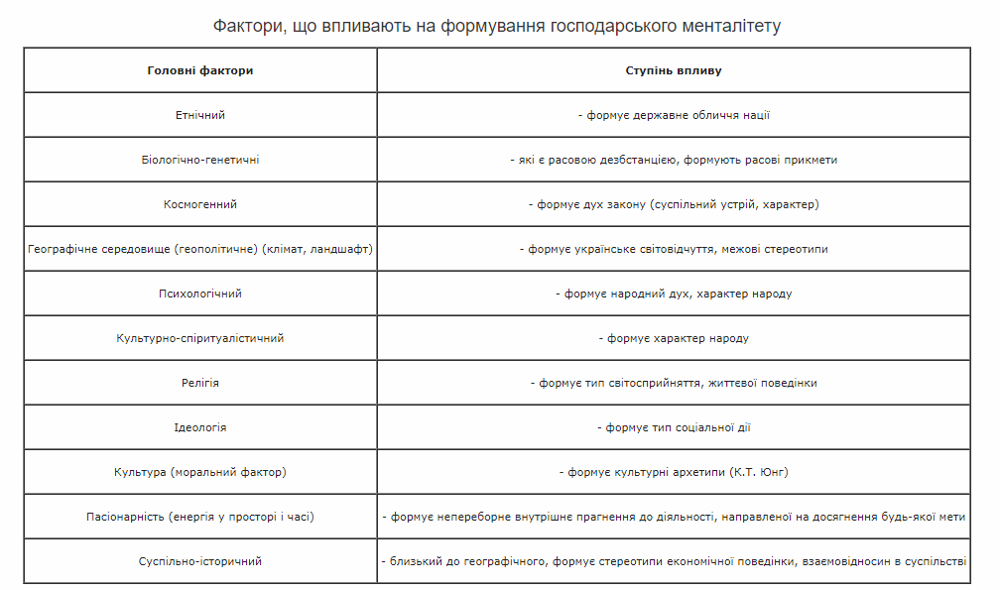 Фактори, що впливають на формування господарського менталітету
Головні фактори
Ступінь впливу
Етнічний
- формує державне обличчя нації
Біологічно-генетичні
- які є расовою дезбстанцією, формують расові прикмети
Космогенний
- формує дух закону (суспільний устрій, характер)
Географічне середовище (геополітичне) (клімат, ландшафт)
- формує українське світовідчуття, межові стереотипи
Психологічний
- формує народний дух, характер народу
Культурно-спіритуалістичний
- формує характер народу
Релігія
- формує тип світосприйняття, життєвої поведінки
Ідеологія
- формує тип соціальної дії
Культура (моральний фактор)
- формує культурні архетипи (К.Т. Юнг)
Пасіонарність (енергія у просторі і часі)
- формує непереборне внутрішнє прагнення до діяльності, направленої на досягнення будь-якої мети
Суспільно-історичний
- близький до географічного, формує стереотипи економічної поведінки, взаємовідносин в суспільстві